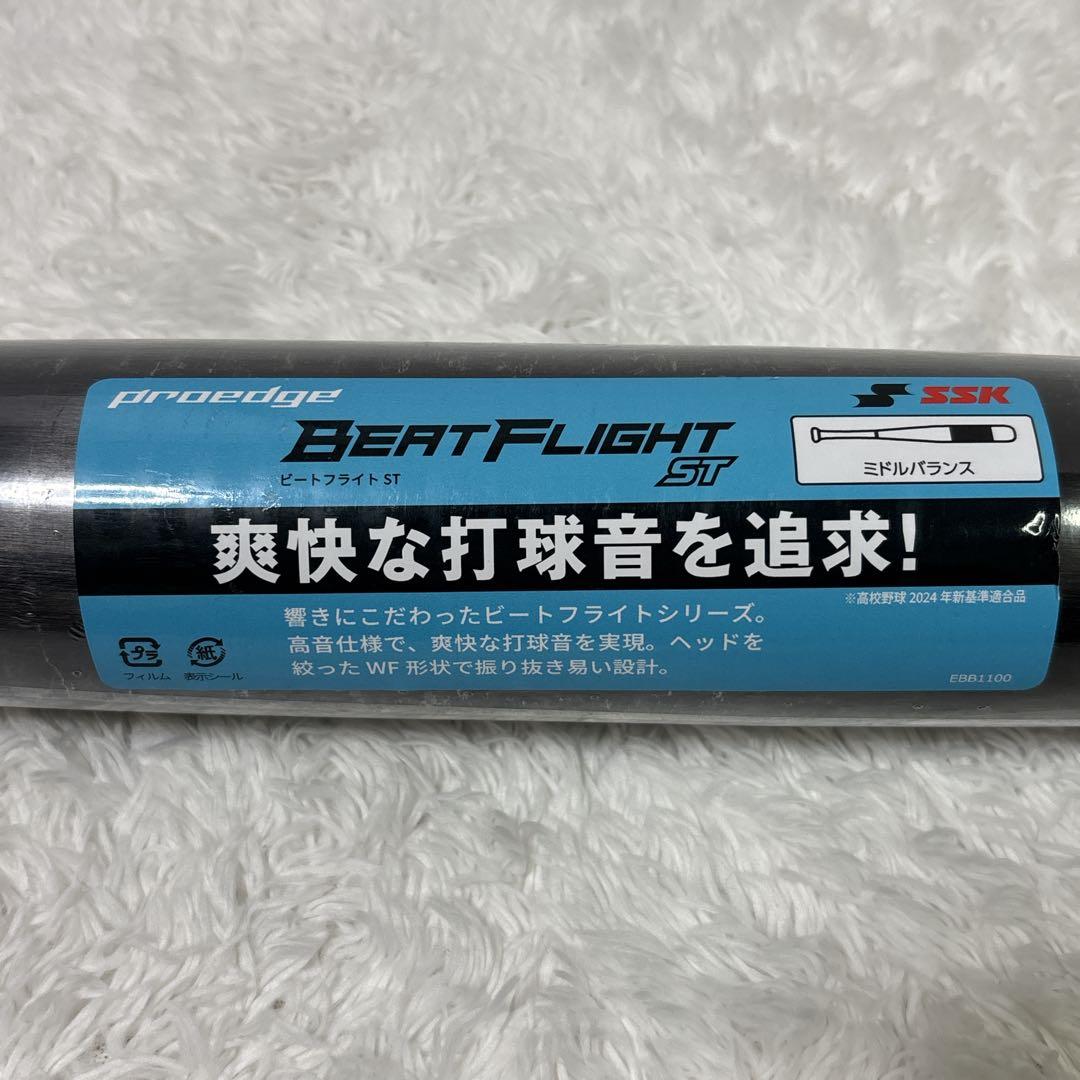 proedge
SSK
BEATFLIGHT
ST
ビートフライト ST
ミドルバランス
爽快な打球音を追求!
※高校野球 2024 年新基準適合品
響きにこだわったビートフライトシリーズ。
高音仕様で、爽快な打球音を実現。ヘッドを
絞った WF 形状で振り抜き易い設計。
プラ
フィルム
紙
表示シール
EBB1100